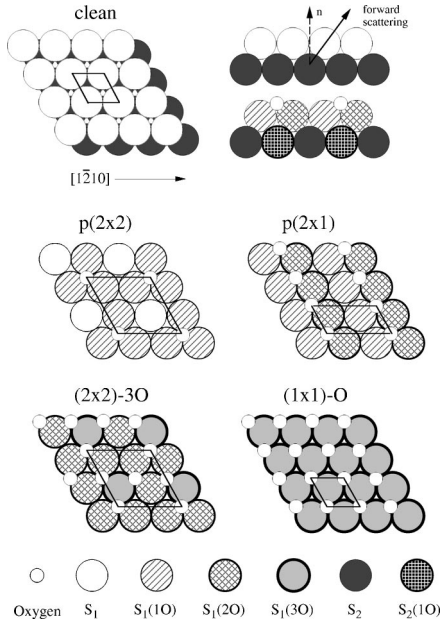 clean
n
forward
scattering
[11̄210]
p(2x2)
p(2x1)
(2x2)-3O
(1x1)-O
Oxygen S₁ S₁(1O) S₁(2O) S₁(3O) S₂ S₂(1O)